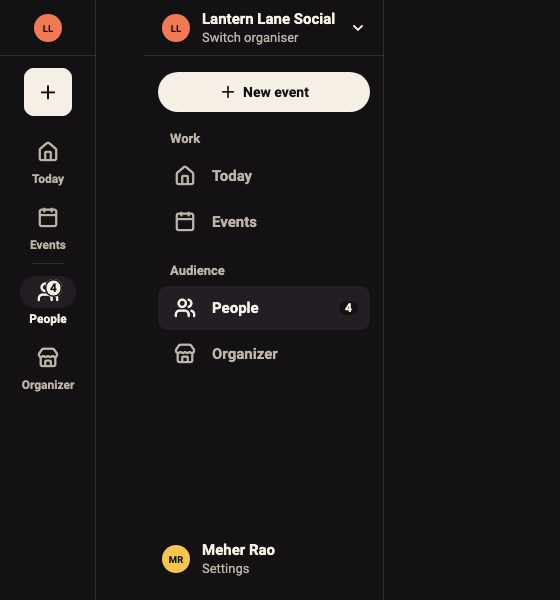 LL
Today
Events
4
People
Organizer
LL
Lantern Lane Social
Switch organiser
New event
Work
Today
Events
Audience
People
4
Organizer
MR
Meher Rao
Settings